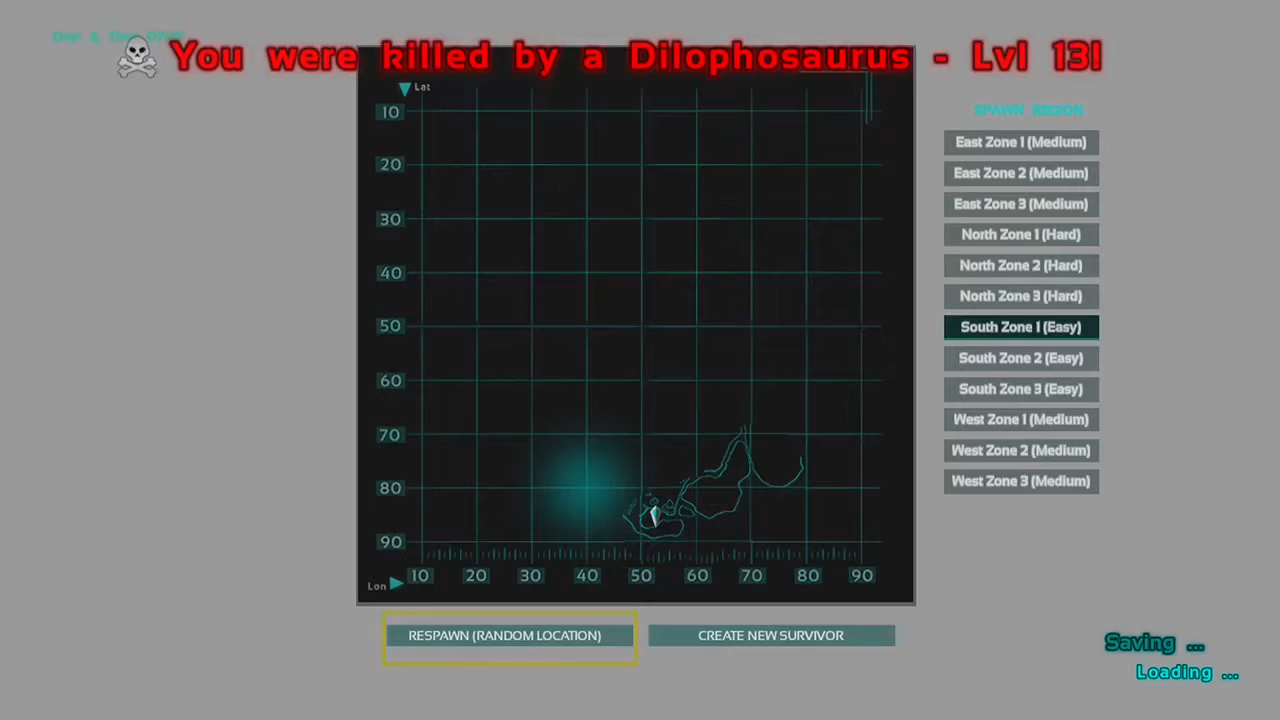 You were killed by a Dilophosaurus - Lvl 13!
Lat
10
20
30
40
50
60
70
80
90
Lon
10 20 30 40 50 60 70 80 90
SPAWN REGION
East Zone 1 (Medium)
East Zone 2 (Medium)
East Zone 3 (Medium)
North Zone 1 (Hard)
North Zone 2 (Hard)
North Zone 3 (Hard)
South Zone 1 (Easy)
South Zone 2 (Easy)
South Zone 3 (Easy)
West Zone 1 (Medium)
West Zone 2 (Medium)
West Zone 3 (Medium)
RESPAWN (RANDOM LOCATION)
CREATE NEW SURVIVOR
Saving ...
Loading ...